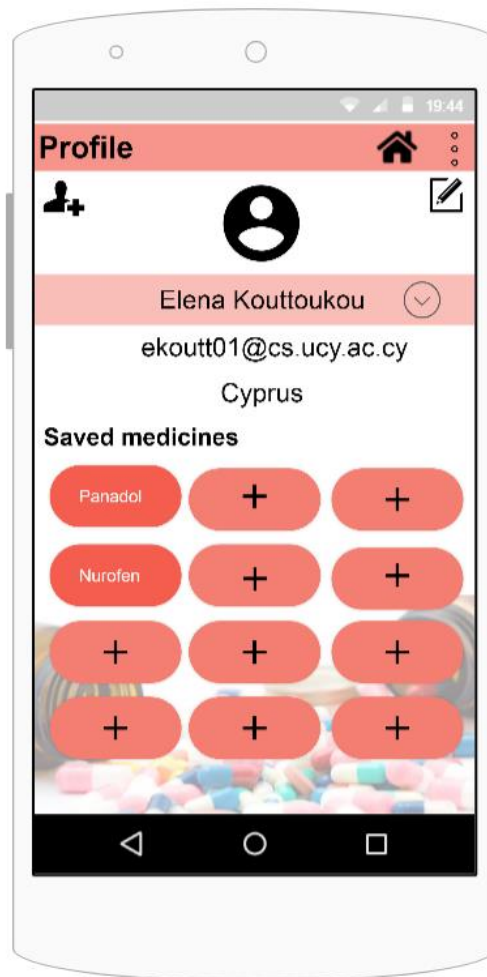 19:44
Profile
Elena Kouttoukou
ekoutt01@cs.ucy.ac.cy
Cyprus
Saved medicines
Panadol + +
Nurofen + +
+ + +
+ + +